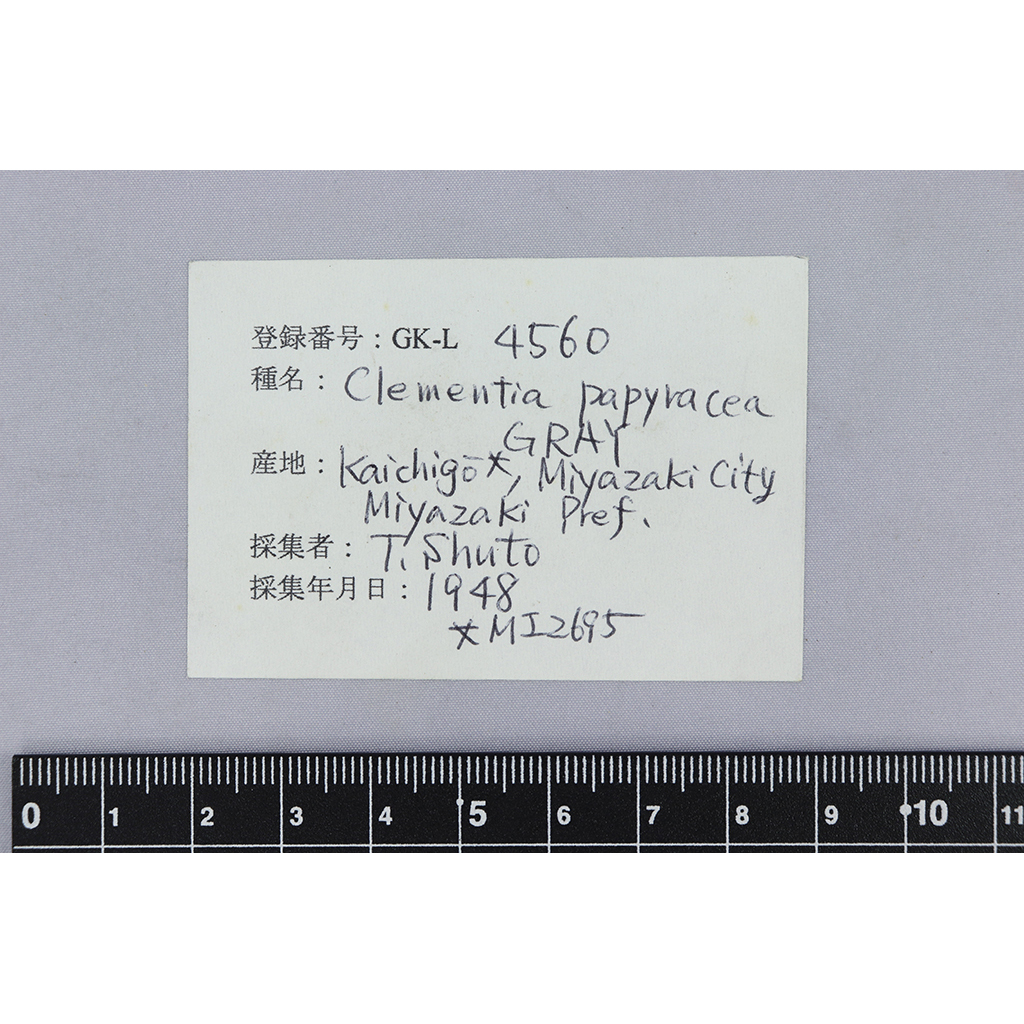 登録番号：GK-L 4560
種名：Clementia papyracea
GRAY
産地：Kaichigō*, Miyazaki City
Miyazaki Pref.
採集者：T. Shuto
採集年月日：1948
*MI2695
0 1 2 3 4 5 6 7 8 9 10 11